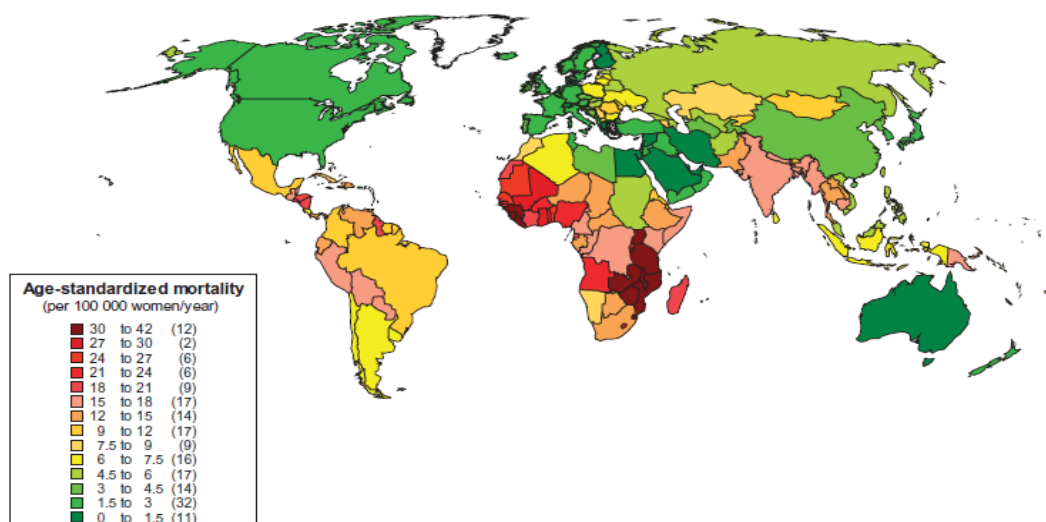 Age-standardized mortality
(per 100 000 women/year)
30 to 42 (12)
27 to 30 (2)
24 to 27 (6)
21 to 24 (6)
18 to 21 (9)
15 to 18 (17)
12 to 15 (14)
9 to 12 (17)
7.5 to 9 (9)
6 to 7.5 (16)
4.5 to 6 (17)
3 to 4.5 (14)
1.5 to 3 (32)
0 to 1.5 (11)